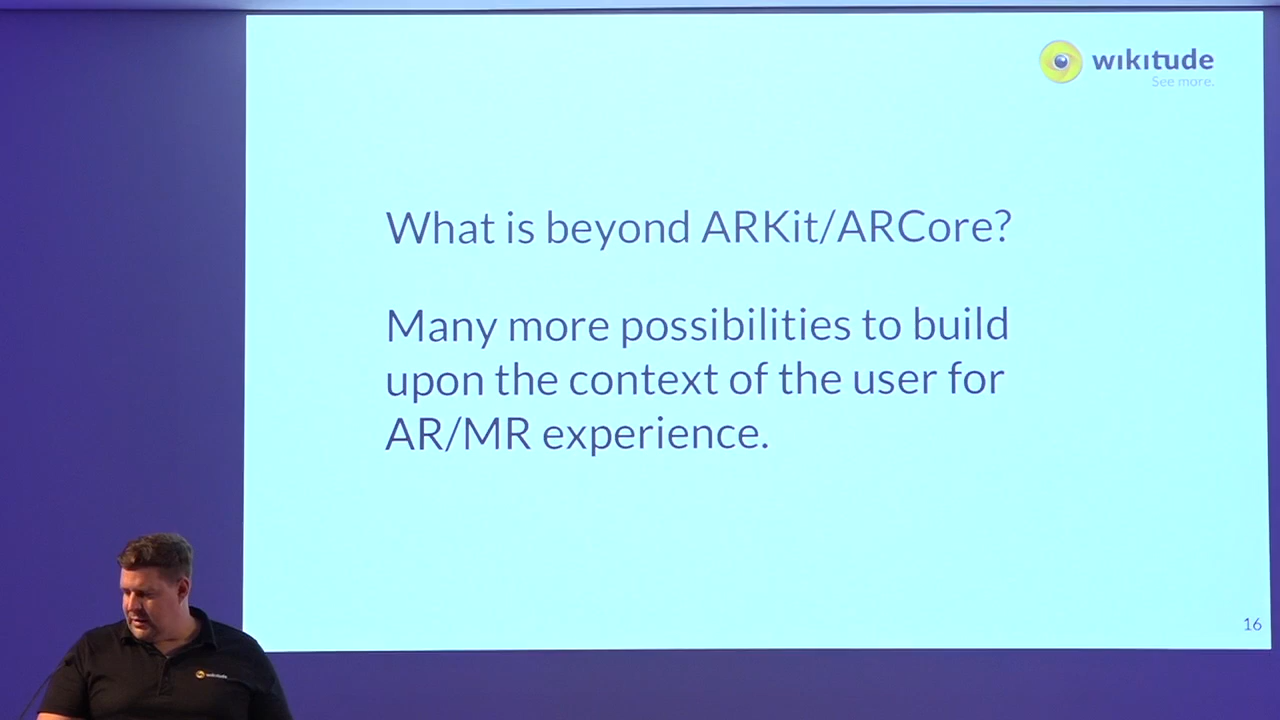 wikitude
See more.
What is beyond ARKit/ARCore?
Many more possibilities to build
upon the context of the user for
AR/MR experience.
16
wikitude